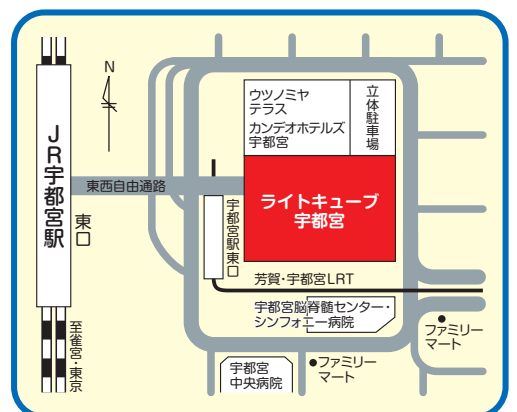 N
JR宇都宮駅
東口
至雀宮・東京
東西自由通路
宇都宮駅東口
ウツノミヤ
テラス
カンデオホテルズ
宇都宮
立体駐車場
ライトキューブ
宇都宮
芳賀・宇都宮LRT
宇都宮脳脊髄センター・
シンフォニー病院
ファミリー
マート
宇都宮
中央病院
ファミリー
マート